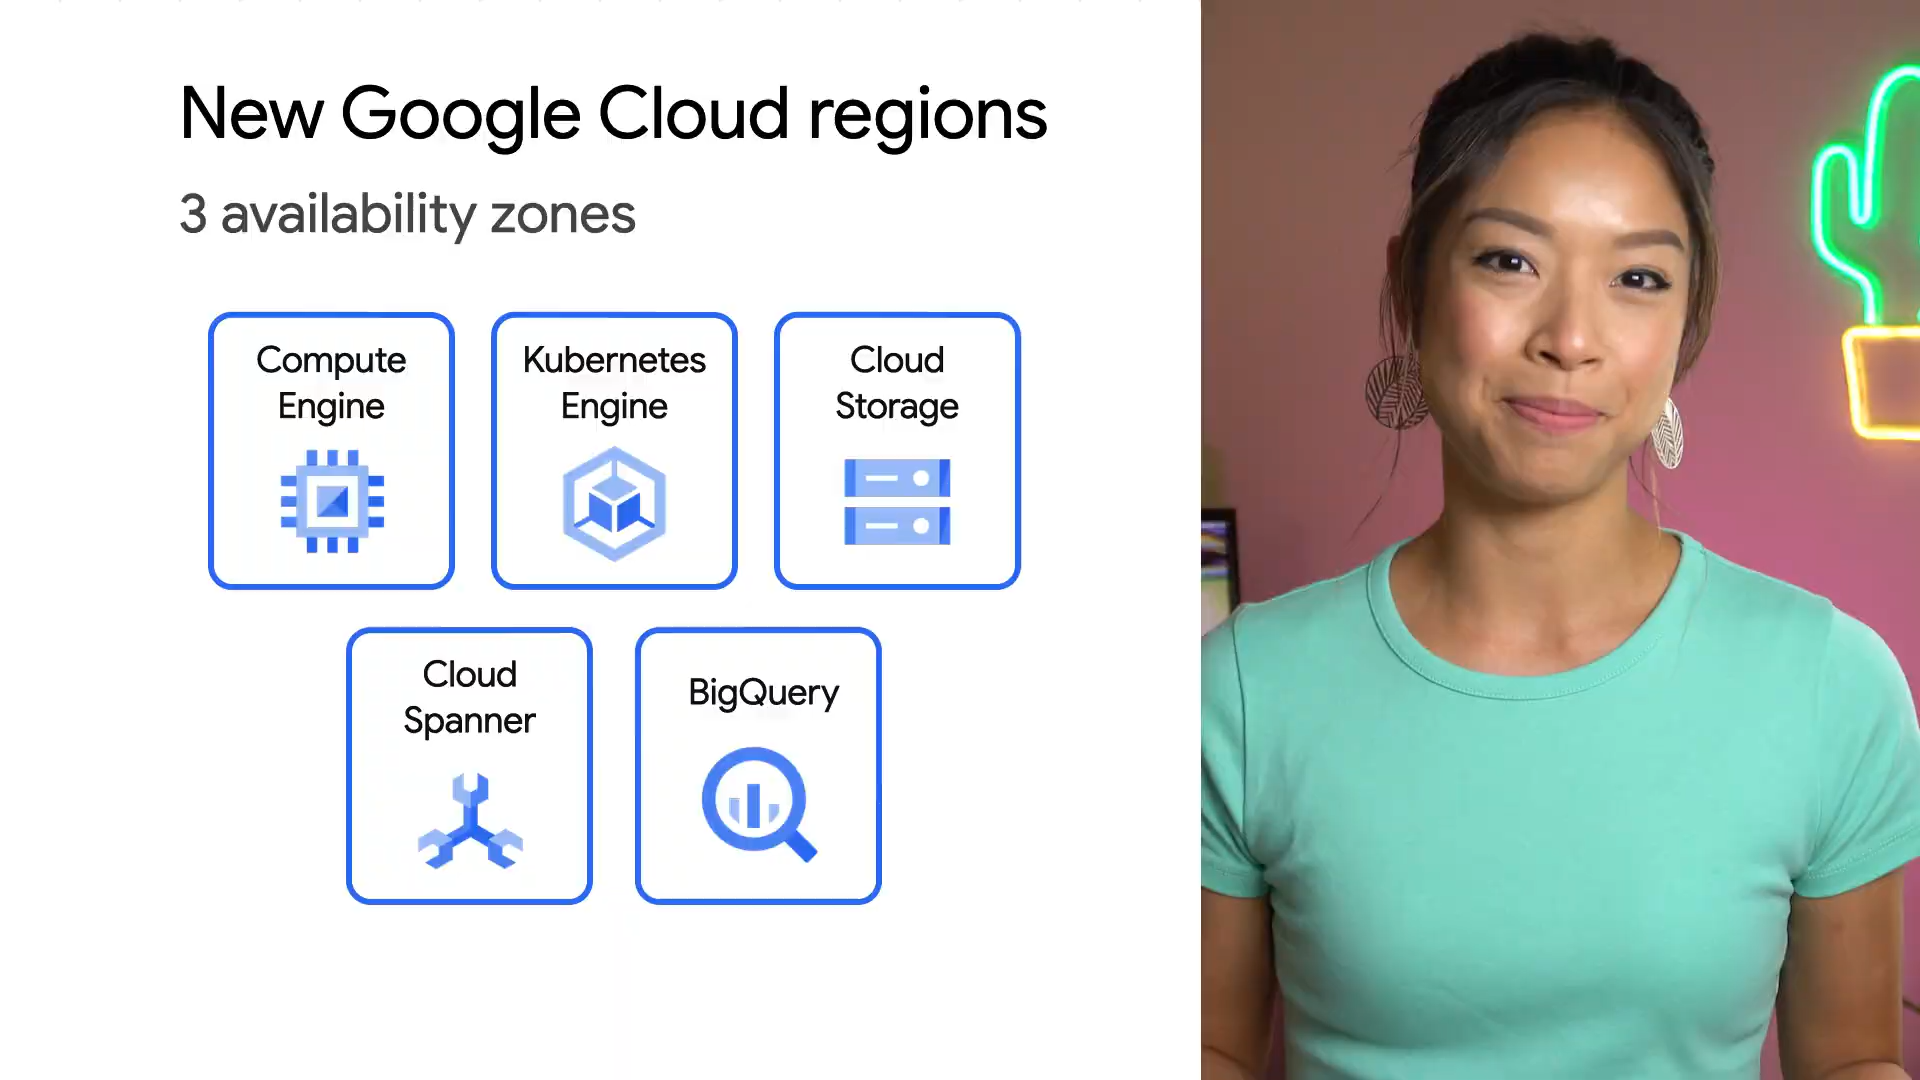 New Google Cloud regions
3 availability zones
Compute
Engine
Kubernetes
Engine
Cloud
Storage
Cloud
Spanner
BigQuery